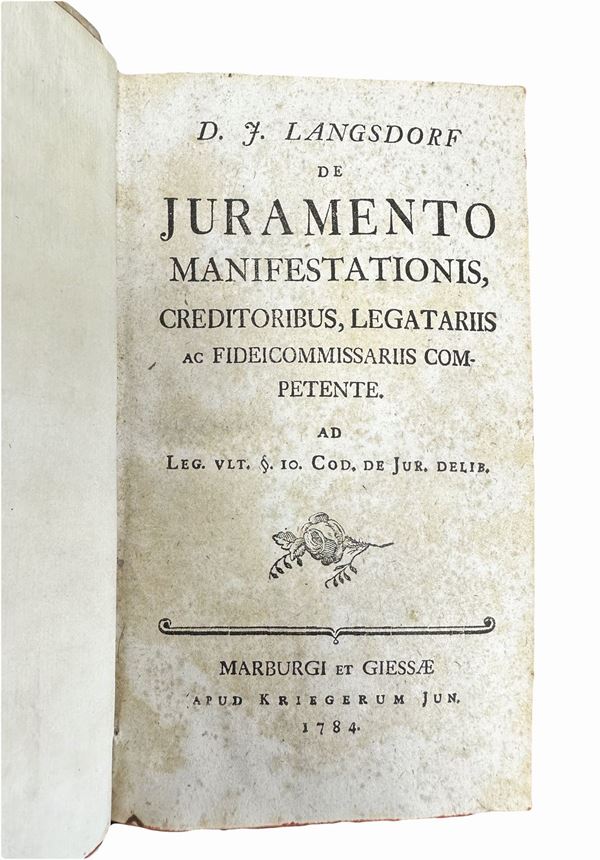 D. J. LANGSDORF
DE
JURAMENTO
MANIFESTATIONIS,
CREDITORIBUS, LEGATARIIS
AC FIDEICOMMISSARIIS COM-
PETENTE.
AD
LEG. VLT. §. 10. COD. DE JUR. DELIB.
MARBURGI ET GIESSÆ
APUD KRIEGERUM JUN.
1784.